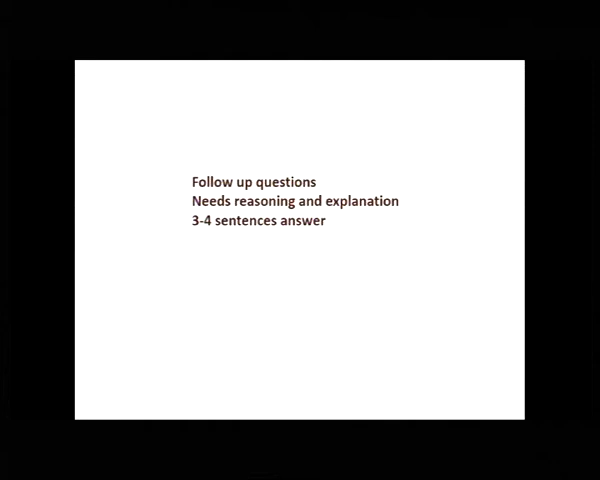 Follow up questions
Needs reasoning and explanation
3-4 sentences answer